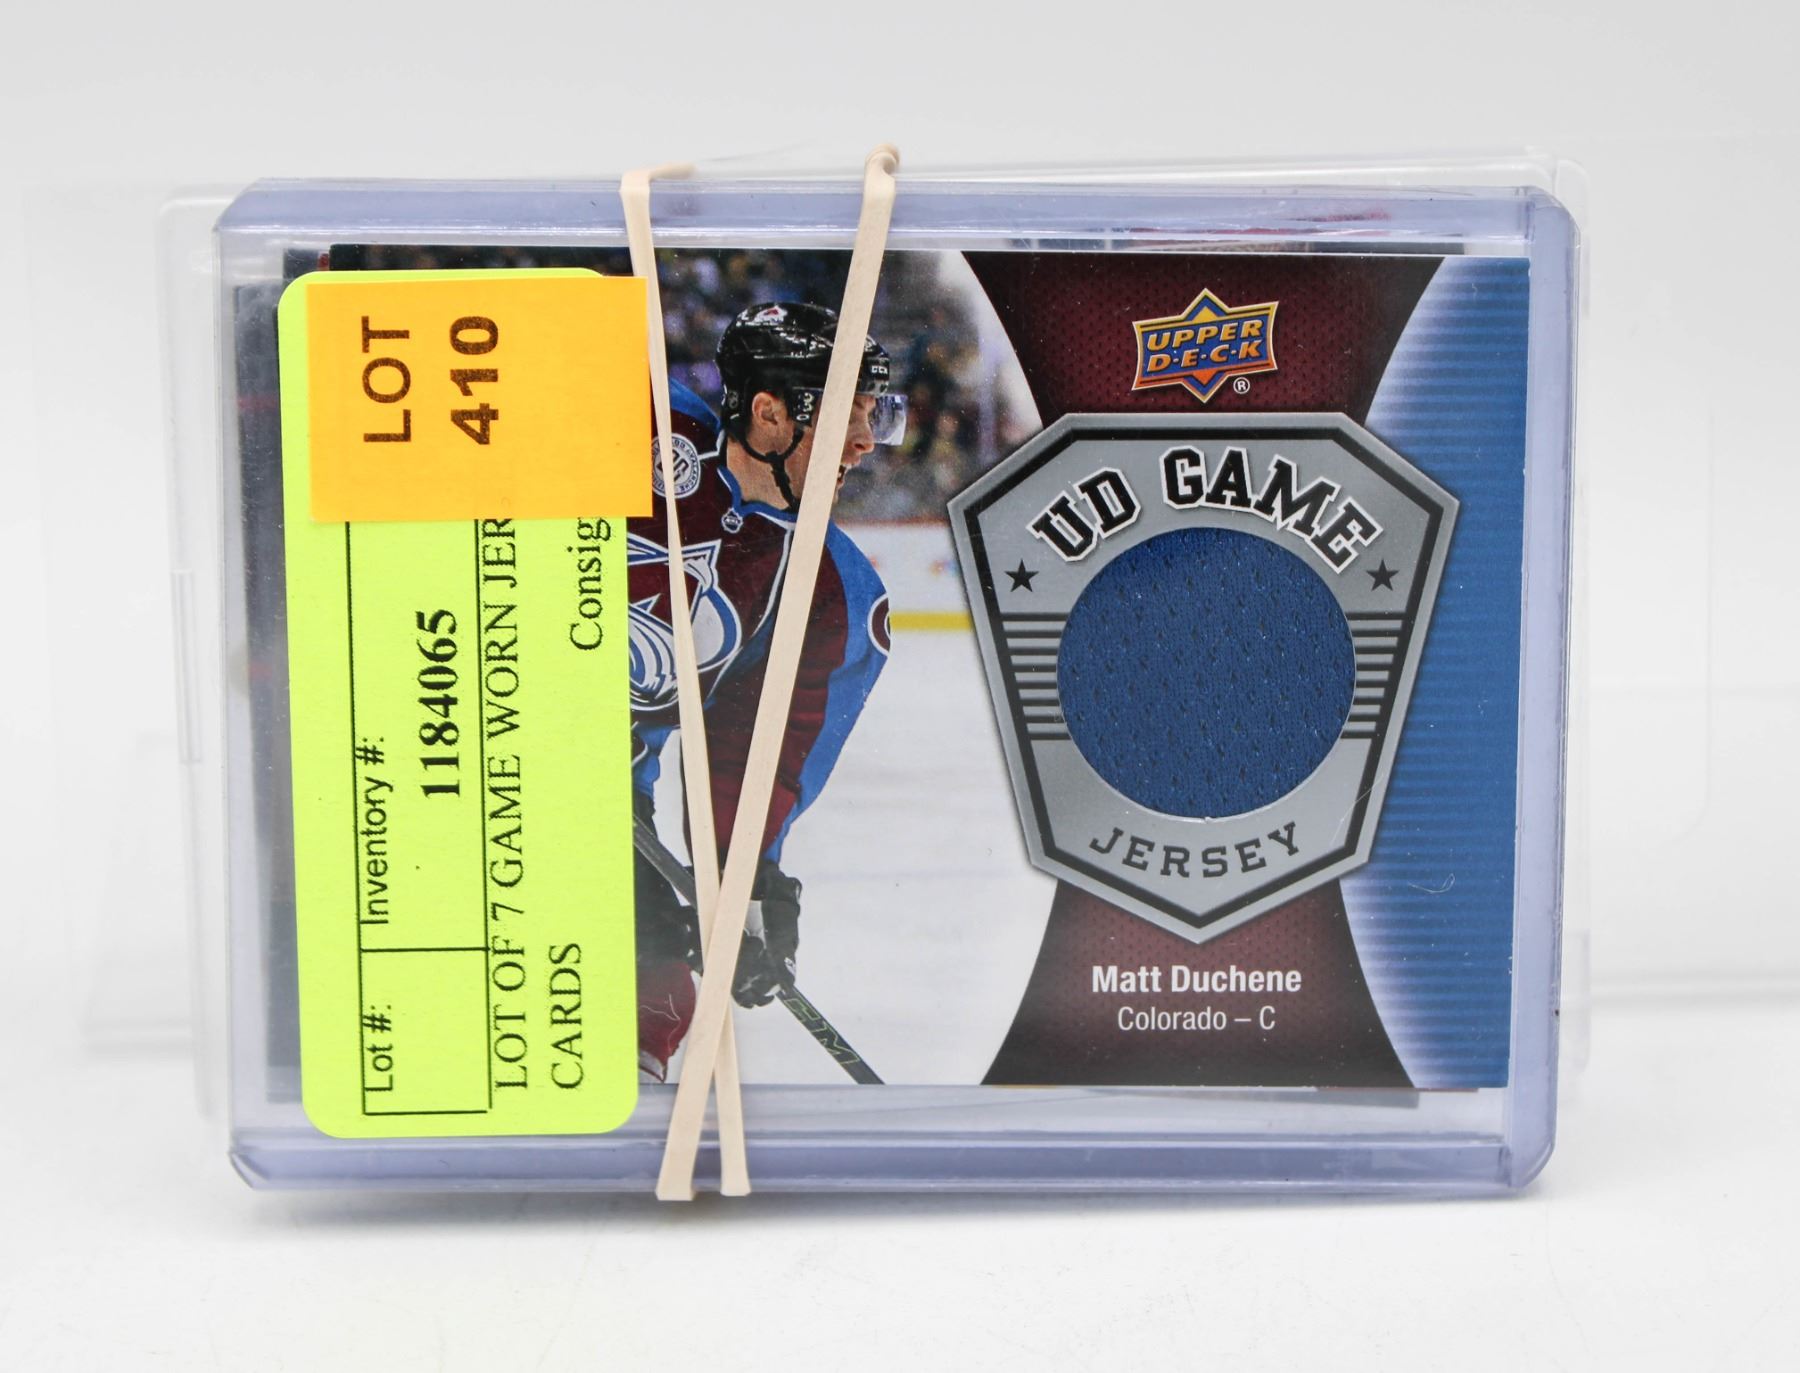 LOT
410
Lot #:
Inventory #:
1184065
LOT OF 7 GAME WORN JER
CARDS
Consig
UPPER
D·E·C·K
®
UD GAME
JERSEY
Matt Duchene
Colorado – C